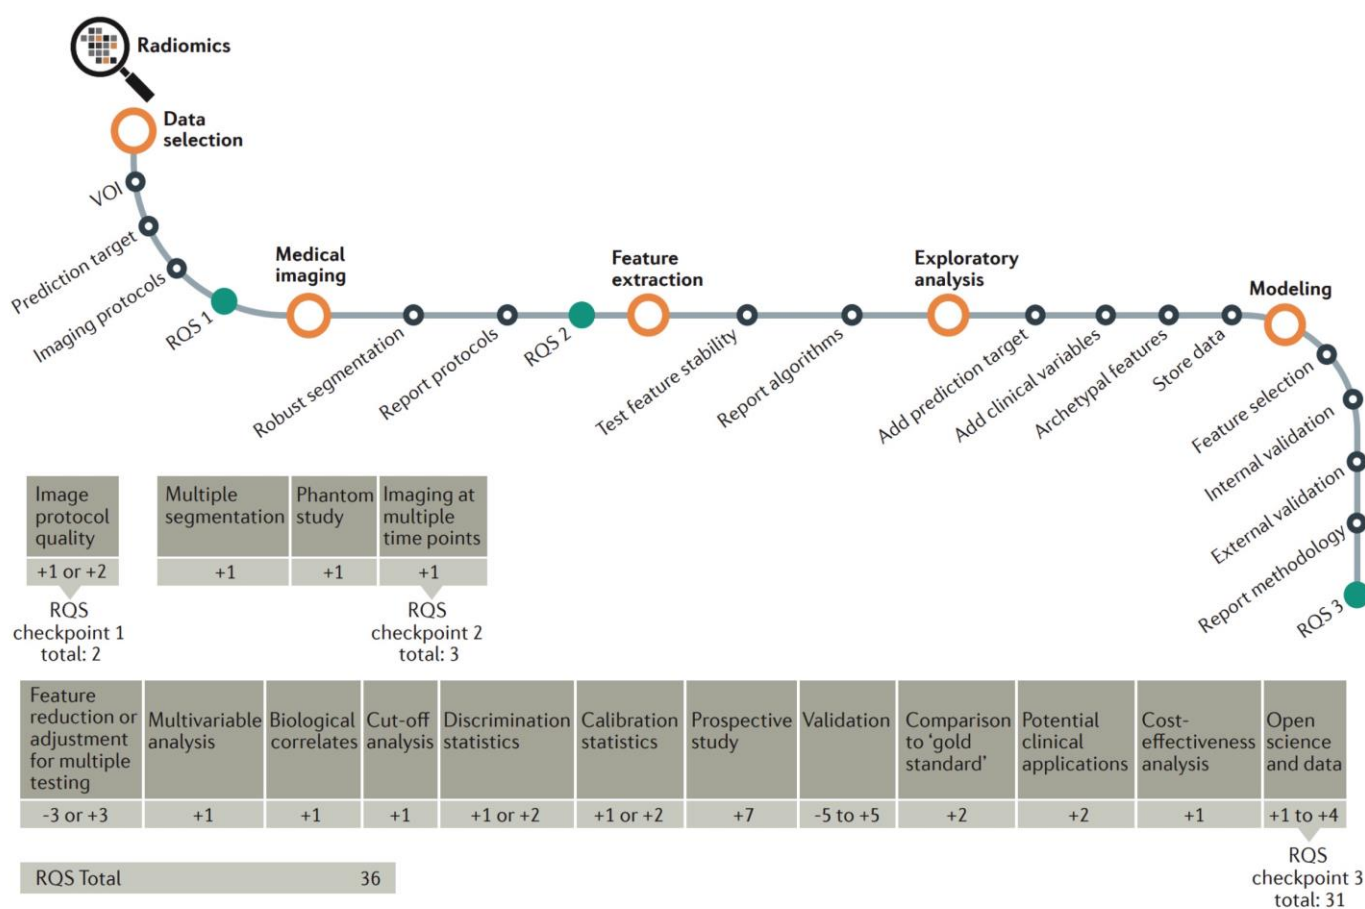 Radiomics
Data
selection
VOI
Prediction target
Imaging protocols
RQS 1
Medical
imaging
Robust segmentation
Report protocols
RQS 2
Feature
extraction
Test feature stability
Report algorithms
Exploratory
analysis
Add prediction target
Add clinical variables
Archetypal features
Store data
Modeling
Feature selection
Internal validation
External validation
Report methodology
RQS 3
Image
protocol
quality
+1 or +2
RQS
checkpoint 1
total: 2
Multiple
segmentation
+1
Phantom
study
+1
Imaging at
multiple
time points
+1
RQS
checkpoint 2
total: 3
Feature
reduction or
adjustment
for multiple
testing
-3 or +3
Multivariable
analysis
+1
Biological
correlates
+1
Cut-off
analysis
+1
Discrimination
statistics
+1 or +2
Calibration
statistics
+1 or +2
Prospective
study
+7
Validation
-5 to +5
Comparison
to ‘gold
standard’
+2
Potential
clinical
applications
+2
Cost-
effectiveness
analysis
+1
Open
science
and data
+1 to +4
RQS
checkpoint 3
total: 31
RQS Total 36